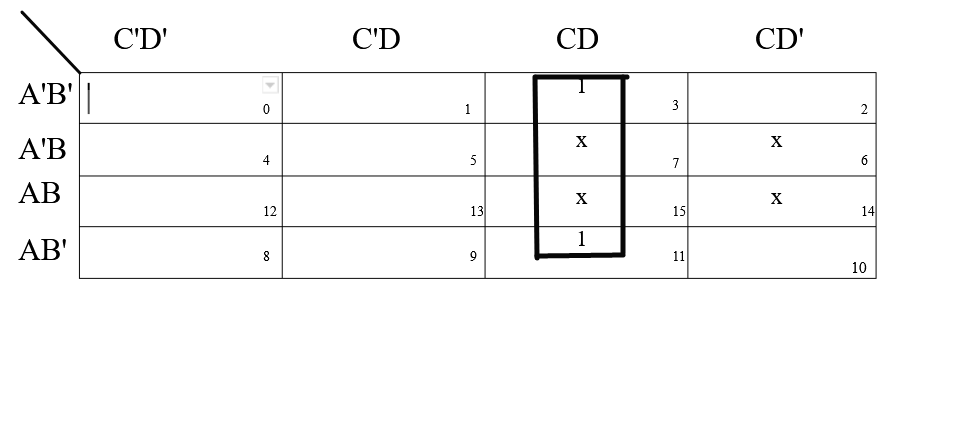 C'D' C'D CD CD'
A'B' 0 1 1 3 2
A'B 4 5 x 7 x 6
AB 12 13 x 15 x 14
AB' 8 9 1 11 10